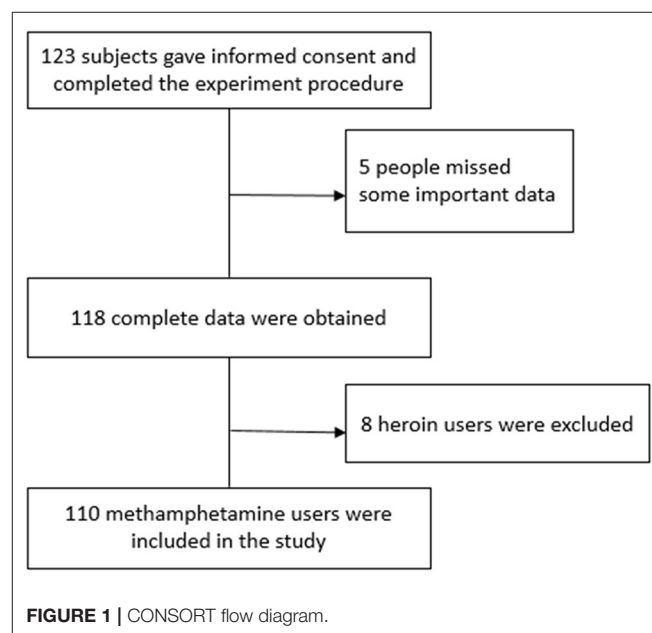 123 subjects gave informed consent and
completed the experiment procedure
5 people missed
some important data
118 complete data were obtained
8 heroin users were excluded
110 methamphetamine users were
included in the study
FIGURE 1 | CONSORT flow diagram.